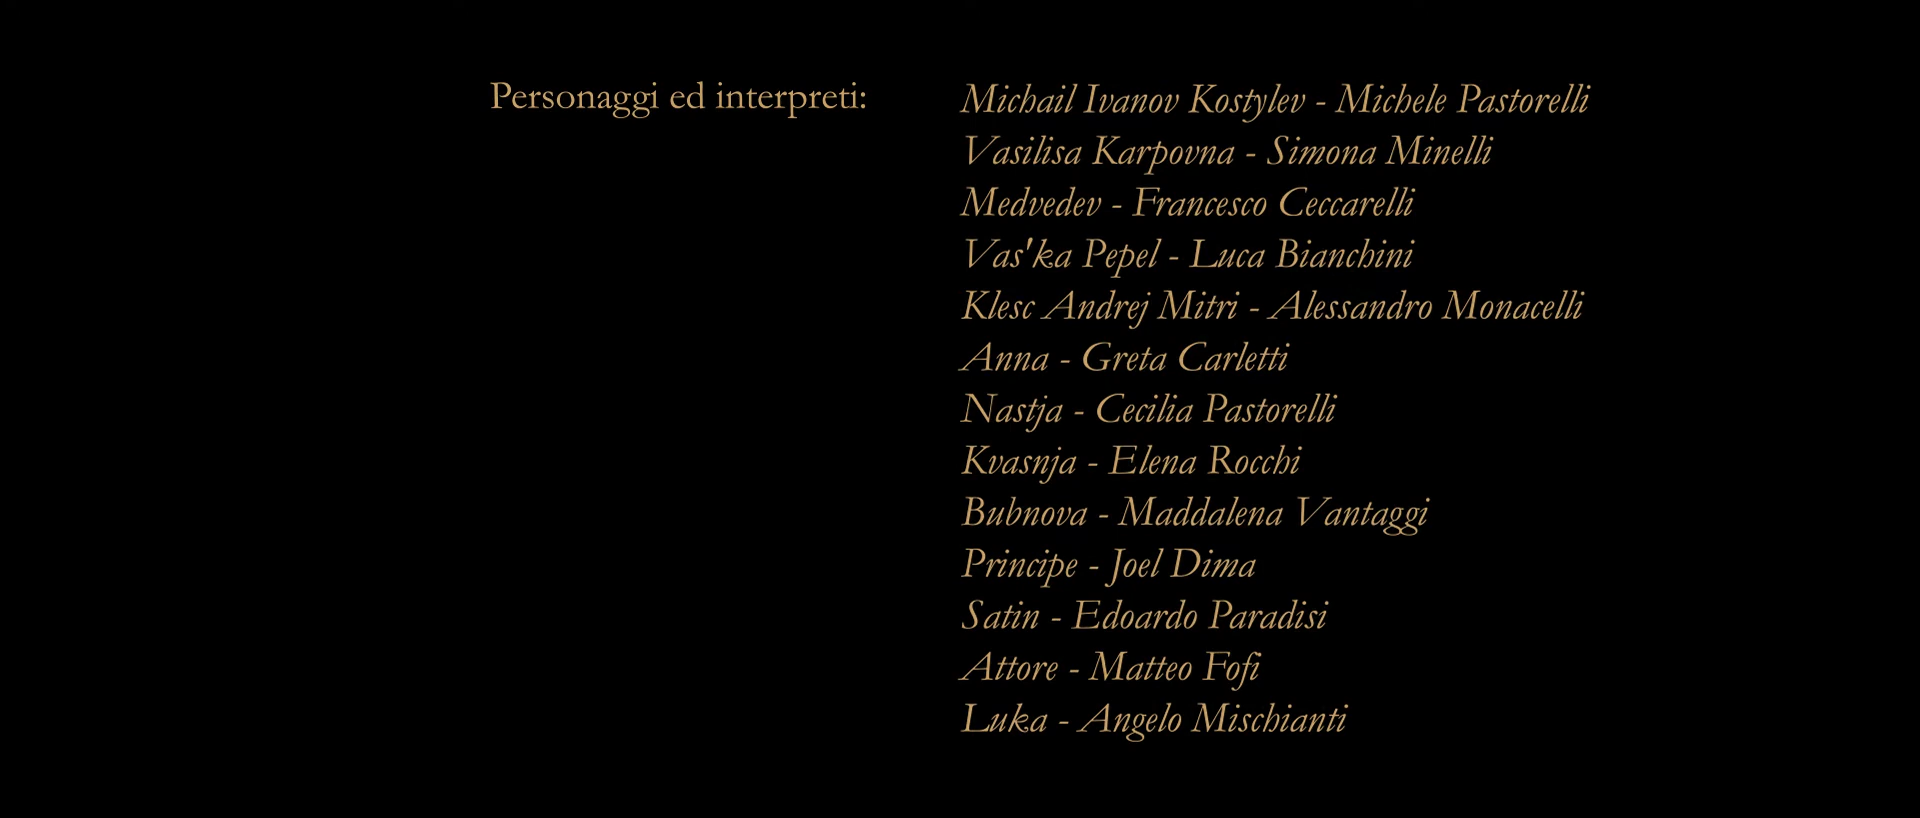 Personaggi ed interpreti:
Michail Ivanov Kostylev - Michele Pastorelli
Vasilisa Karpovna - Simona Minelli
Medvedev - Francesco Ceccarelli
Vas'ka Pepel - Luca Bianchini
Klesc Andrej Mitri - Alessandro Monacelli
Anna - Greta Carletti
Nastja - Cecilia Pastorelli
Kvasnja - Elena Rocchi
Bubnova - Maddalena Vantaggi
Principe - Joel Dima
Satin - Edoardo Paradisi
Attore - Matteo Fofi
Luka - Angelo Mischianti